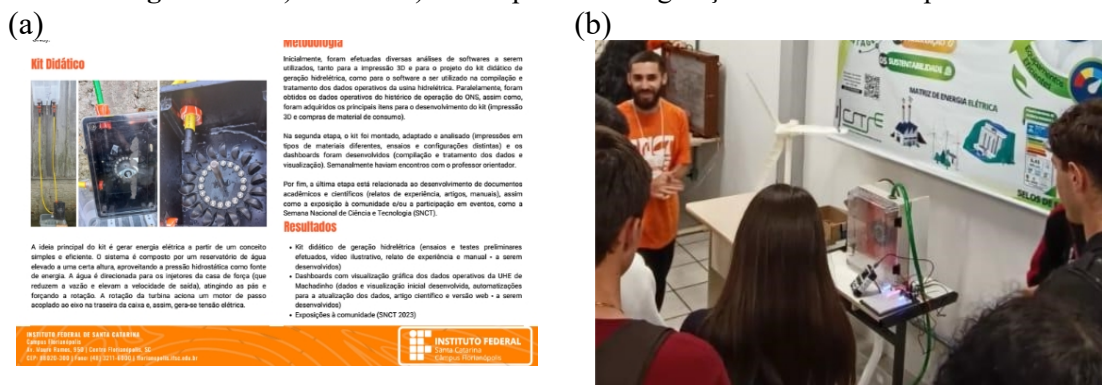 (a)
Kit Didático
A ideia principal do kit é gerar energia elétrica a partir de um conceito
simples e eficiente. O sistema é composto por um reservatório de água
elevado a uma certa altura, aproveitando a pressão hidrostática como fonte
de energia. A água é direcionada para os injetores da casa de força (que
reduzem a vazão e elevam a velocidade de saída), atingindo as pás e
forçando a rotação. A rotação da turbina aciona um motor de passo
acoplado ao eixo na traseira da caixa e, assim, gera-se tensão elétrica.
Metodologia
Inicialmente, foram efetuadas diversas análises de softwares a serem
utilizados, tanto para a impressão 3D e para o projeto do kit didático de
geração hidrelétrica, como para o software a ser utilizado na compilação e
tratamento dos dados operativos da usina hidrelétrica. Paralelamente, foram
obtidos os dados operativos do histórico de operação do ONS, assim como,
foram adquiridos os principais itens para o desenvolvimento do kit (impressão
3D e compras de material de consumo).
Na segunda etapa, o kit foi montado, adaptado e analisado (impressões em
tipos de materiais diferentes, ensaios e configurações distintas) e os
dashboards foram desenvolvidos (compilação e tratamento dos dados e
visualização). Semanalmente haviam encontros com o professor orientador.
Por fim, a última etapa está relacionada ao desenvolvimento de documentos
acadêmicos e científicos (relatos de experiência, artigos, manuais), assim
como a exposição à comunidade e/ou a participação em eventos, como a
Semana Nacional de Ciência e Tecnologia (SNCT).
Resultados
• Kit didático de geração hidrelétrica (ensaios e testes preliminares
efetuados, vídeo ilustrativo, relato de experiência e manual - a serem
desenvolvidos)
• Dashboards com visualização gráfica dos dados operativos da UHE de
Machadinho (dados e visualização inicial desenvolvida, automatizações
para a atualização dos dados, artigo científico e versão web - a serem
desenvolvidos)
• Exposições à comunidade (SNCT 2023)
INSTITUTO FEDERAL DE SANTA CATARINA
Câmpus Florianópolis
Av. Mauro Ramos, 950 | Centro Florianópolis, SC
INSTITUTO FEDERAL
Santa Catarina
Câmpus Florianópolis
(b)
SUSTENTABILIDADE
MATRIZ DE ENERGIA ELÉTRICA
SELOS DE